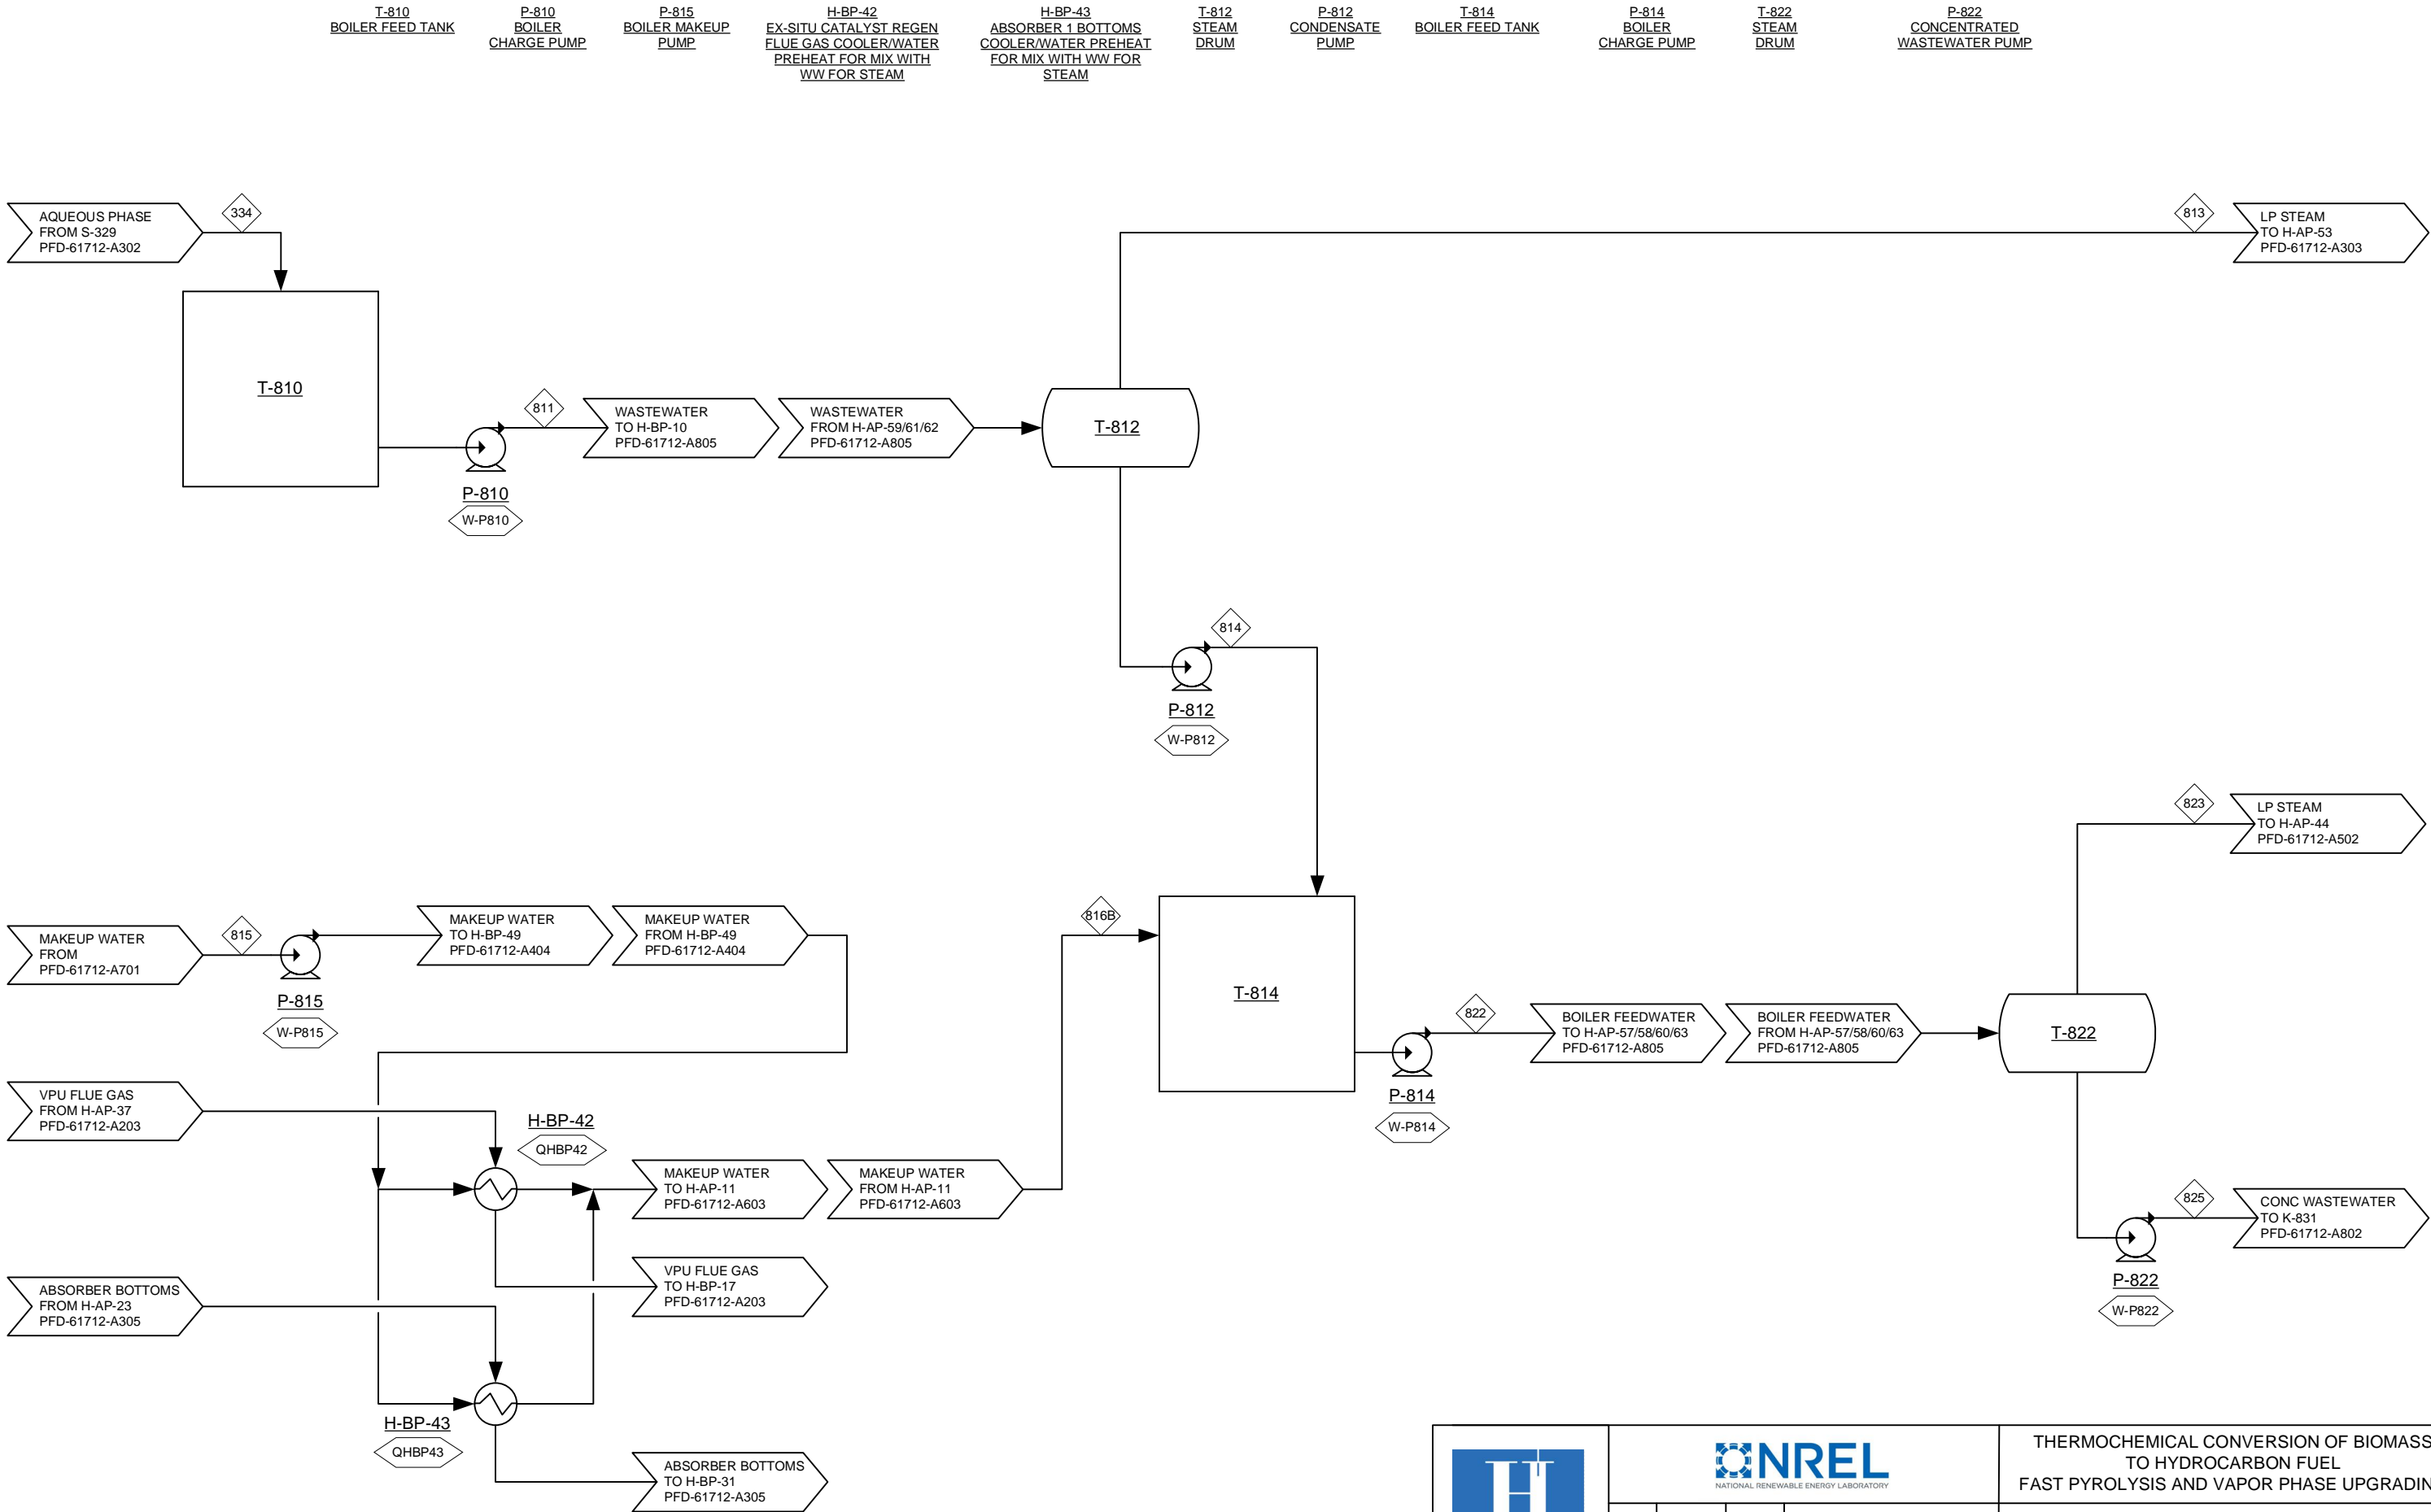 T-810
BOILER FEED TANK
P-810
BOILER
CHARGE PUMP
P-815
BOILER MAKEUP
PUMP
H-BP-42
EX-SITU CATALYST REGEN
FLUE GAS COOLER/WATER
PREHEAT FOR MIX WITH
WW FOR STEAM
H-BP-43
ABSORBER 1 BOTTOMS
COOLER/WATER PREHEAT
FOR MIX WITH WW FOR
STEAM
T-812
STEAM
DRUM
P-812
CONDENSATE
PUMP
T-814
BOILER FEED TANK
P-814
BOILER
CHARGE PUMP
T-822
STEAM
DRUM
P-822
CONCENTRATED
WASTEWATER PUMP
AQUEOUS PHASE
FROM S-329
PFD-61712-A302
334
813
LP STEAM
TO H-AP-53
PFD-61712-A303
T-810
811
WASTEWATER
TO H-BP-10
PFD-61712-A805
WASTEWATER
FROM H-AP-59/61/62
PFD-61712-A805
T-812
P-810
W-P810
814
P-812
W-P812
823
LP STEAM
TO H-AP-44
PFD-61712-A502
MAKEUP WATER
FROM
PFD-61712-A701
815
MAKEUP WATER
TO H-BP-49
PFD-61712-A404
MAKEUP WATER
FROM H-BP-49
PFD-61712-A404
816B
P-815
W-P815
T-814
822
BOILER FEEDWATER
TO H-AP-57/58/60/63
PFD-61712-A805
BOILER FEEDWATER
FROM H-AP-57/58/60/63
PFD-61712-A805
T-822
P-814
W-P814
VPU FLUE GAS
FROM H-AP-37
PFD-61712-A203
H-BP-42
QHBP42
MAKEUP WATER
TO H-AP-11
PFD-61712-A603
MAKEUP WATER
FROM H-AP-11
PFD-61712-A603
825
CONC WASTEWATER
TO K-831
PFD-61712-A802
P-822
W-P822
VPU FLUE GAS
TO H-BP-17
PFD-61712-A203
ABSORBER BOTTOMS
FROM H-AP-23
PFD-61712-A305
H-BP-43
QHBP43
ABSORBER BOTTOMS
TO H-BP-31
PFD-61712-A305
NREL
NATIONAL RENEWABLE ENERGY LABORATORY
THERMOCHEMICAL CONVERSION OF BIOMASS
TO HYDROCARBON FUEL
FAST PYROLYSIS AND VAPOR PHASE UPGRADIN